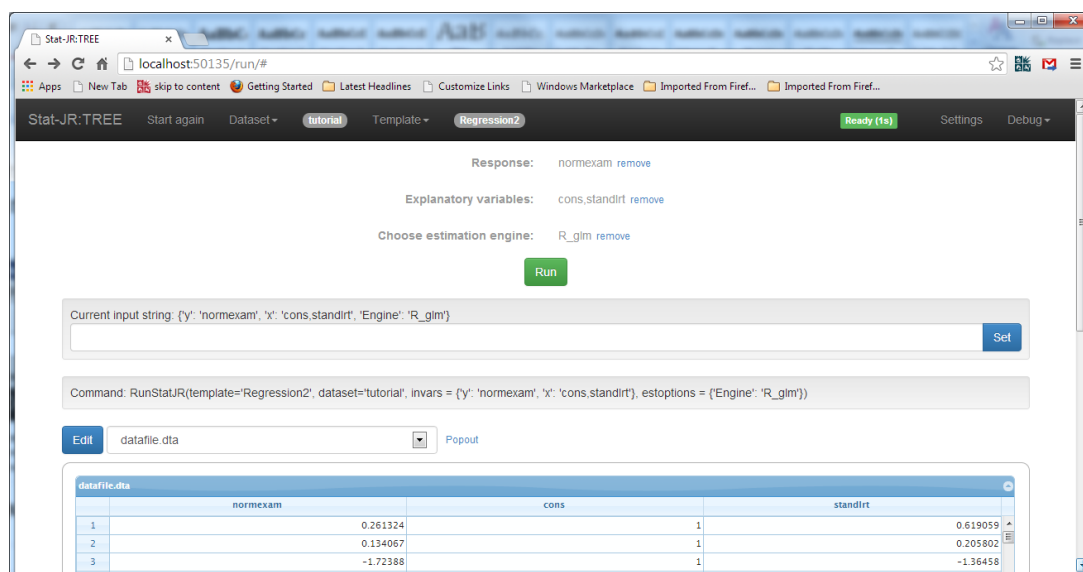 Stat-JR:TREE
localhost:50135/run/#
Apps New Tab skip to content Getting Started Latest Headlines Customize Links Windows Marketplace Imported From Firef... Imported From Firef...
Stat-JR:TREE Start again Dataset tutorial Template Regression2 Ready (1s) Settings Debug
Response: normexam remove
Explanatory variables: cons,standlrt remove
Choose estimation engine: R_glm remove
Run
Current input string: {'y': 'normexam', 'x': 'cons,standlrt', 'Engine': 'R_glm'}
Set
Command: RunStatJR(template='Regression2', dataset='tutorial', invars = {'y': 'normexam', 'x': 'cons,standlrt'}, estoptions = {'Engine': 'R_glm'})
Edit datafile.dta Popout
datafile.dta
normexam cons standlrt
1 0.261324 1 0.619059
2 0.134067 1 0.205802
3 -1.72388 1 -1.36458